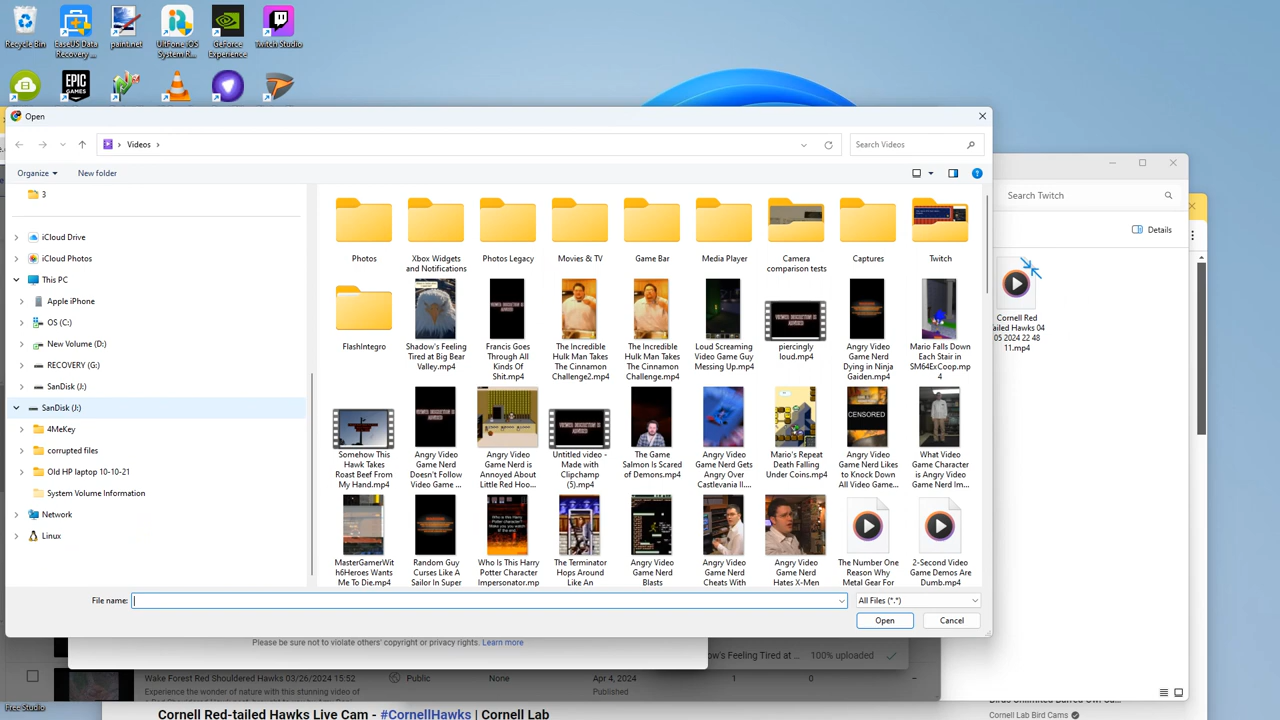 Recycle Bin
EaseUS Data
Recovery ...
paint.net
UltFone iOS
System R...
GeForce
Experience
Twitch Studio
EPIC
GAMES
Open
Videos
Search Videos
Organize
New folder
3
iCloud Drive
iCloud Photos
This PC
Apple iPhone
OS (C:)
New Volume (D:)
RECOVERY (G:)
SanDisk (J:)
SanDisk (J:)
4MeKey
corrupted files
Old HP laptop 10-10-21
System Volume Information
Network
Linux
Photos
Xbox Widgets
and Notifications
Photos Legacy
Movies & TV
Game Bar
Media Player
Camera
comparison tests
Captures
Twitch
FlashIntegro
Shadow's Feeling
Tired at Big Bear
Valley.mp4
Francis Goes
Through All
Kinds Of
Shit.mp4
The Incredible
Hulk Man Takes
The Cinnamon
Challenge2.mp4
The Incredible
Hulk Man Takes
The Cinnamon
Challenge.mp4
Loud Screaming
Video Game Guy
Messing Up.mp4
piercingly
loud.mp4
Angry Video
Game Nerd
Dying in Ninja
Gaiden.mp4
Mario Falls Down
Each Stair in
SM64ExCoop.mp
4
CENSORED
Somehow This
Hawk Takes
Roast Beef From
My Hand.mp4
Angry Video
Game Nerd
Doesn't Follow
Video Game ...
Angry Video
Game Nerd is
Annoyed About
Little Red Hoo...
Untitled video -
Made with
Clipchamp
(5).mp4
The Game
Salmon Is Scared
of Demons.mp4
Angry Video
Game Nerd Gets
Angry Over
Castlevania II....
Mario's Repeat
Death Falling
Under Coins.mp4
Angry Video
Game Nerd Likes
to Knock Down
All Video Game...
What Video
Game Character
is Angry Video
Game Nerd Im...
MasterGamerWit
h6Heroes Wants
Me To Die.mp4
Random Guy
Curses Like A
Sailor In Super
Who Is This Harry
Potter Character
Impersonator.mp
The Terminator
Hops Around
Like An
Angry Video
Game Nerd
Blasts
Angry Video
Game Nerd
Cheats With
Angry Video
Game Nerd
Hates X-Men
The Number One
Reason Why
Metal Gear For
2-Second Video
Game Demos Are
Dumb.mp4
File name:
All Files (*.*)
Open
Cancel
Search Twitch
Details
Cornell Red
tailed Hawks 04
05 2024 22 48
11.mp4
Please be sure not to violate others' copyright or privacy rights. Learn more
ow's Feeling Tired at ...
100% uploaded
Wake Forest Red Shouldered Hawks 03/26/2024 15:52
Experience the wonder of nature with this stunning video of
Public
None
Apr 4, 2024
Published
1
0
–
Free Studio
Cornell Red-tailed Hawks Live Cam - #CornellHawks | Cornell Lab
Cornell Lab Bird Cams